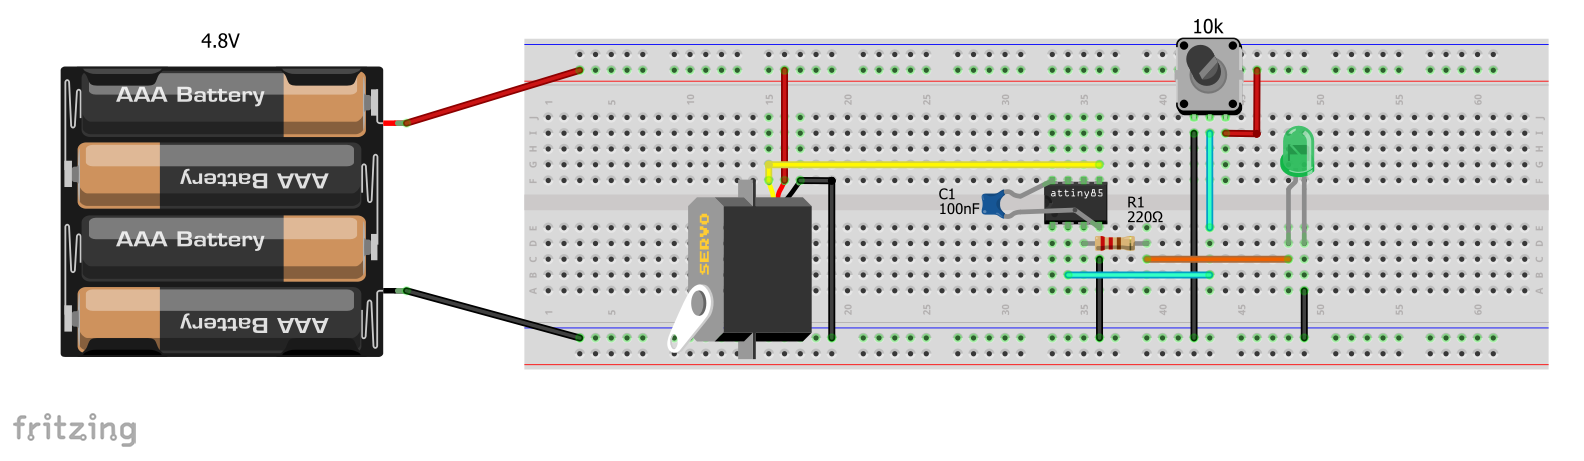 4.8V
10k
AAA Battery
AAA Battery
AAA Battery
AAA Battery
1 5 10 15 20 25 30 35 40 45 50 55 60
J
I
H
G
F
J
I
H
G
F
SERVO
C1
100nF
attiny85
R1
220Ω
E
D
C
B
A
E
D
C
B
A
1 5 20 25 30 35 40 45 50 55 60
fritzing